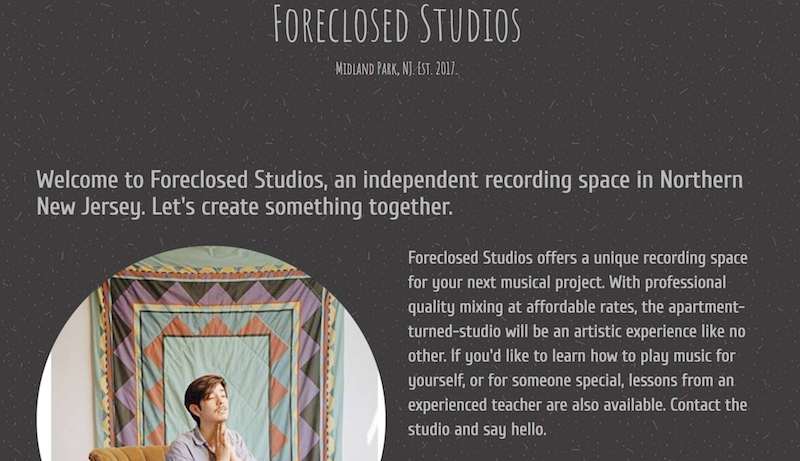 Foreclosed Studios
Midland Park, NJ. Est. 2017.
Welcome to Foreclosed Studios, an independent recording space in Northern
New Jersey. Let's create something together.
Foreclosed Studios offers a unique recording space
for your next musical project. With professional
quality mixing at affordable rates, the apartment-
turned-studio will be an artistic experience like no
other. If you'd like to learn how to play music for
yourself, or for someone special, lessons from an
experienced teacher are also available. Contact the
studio and say hello.